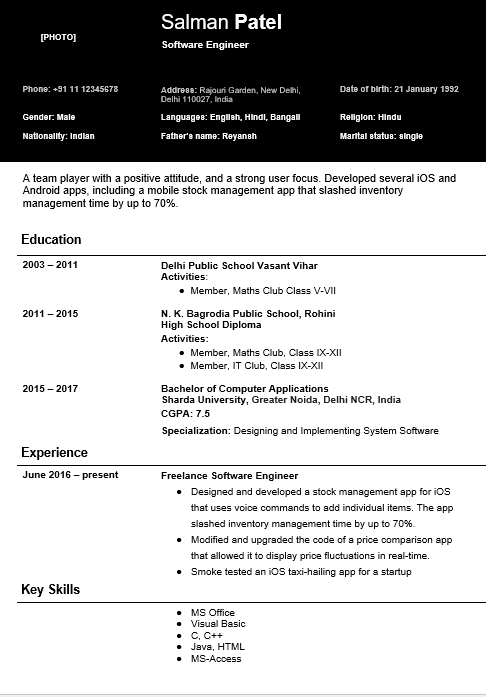 Salman Patel
[PHOTO]
Software Engineer
Phone: +91 11 12345678
Address: Rajouri Garden, New Delhi,
Delhi 110027, India
Date of birth: 21 January 1992
Gender: Male
Languages: English, Hindi, Bangali
Religion: Hindu
Nationality: Indian
Father's name: Reyansh
Marital status: single
A team player with a positive attitude, and a strong user focus. Developed several iOS and
Android apps, including a mobile stock management app that slashed inventory
management time by up to 70%.
Education
2003 – 2011
Delhi Public School Vasant Vihar
Activities:
• Member, Maths Club Class V-VII
2011 – 2015
N. K. Bagrodia Public School, Rohini
High School Diploma
Activities:
• Member, Maths Club, Class IX-XII
• Member, IT Club, Class IX-XII
2015 – 2017
Bachelor of Computer Applications
Sharda University, Greater Noida, Delhi NCR, India
CGPA: 7.5
Specialization: Designing and Implementing System Software
Experience
June 2016 – present
Freelance Software Engineer
• Designed and developed a stock management app for iOS
that uses voice commands to add individual items. The app
slashed inventory management time by up to 70%.
• Modified and upgraded the code of a price comparison app
that allowed it to display price fluctuations in real-time.
• Smoke tested an iOS taxi-hailing app for a startup
Key Skills
• MS Office
• Visual Basic
• C, C++
• Java, HTML
• MS-Access